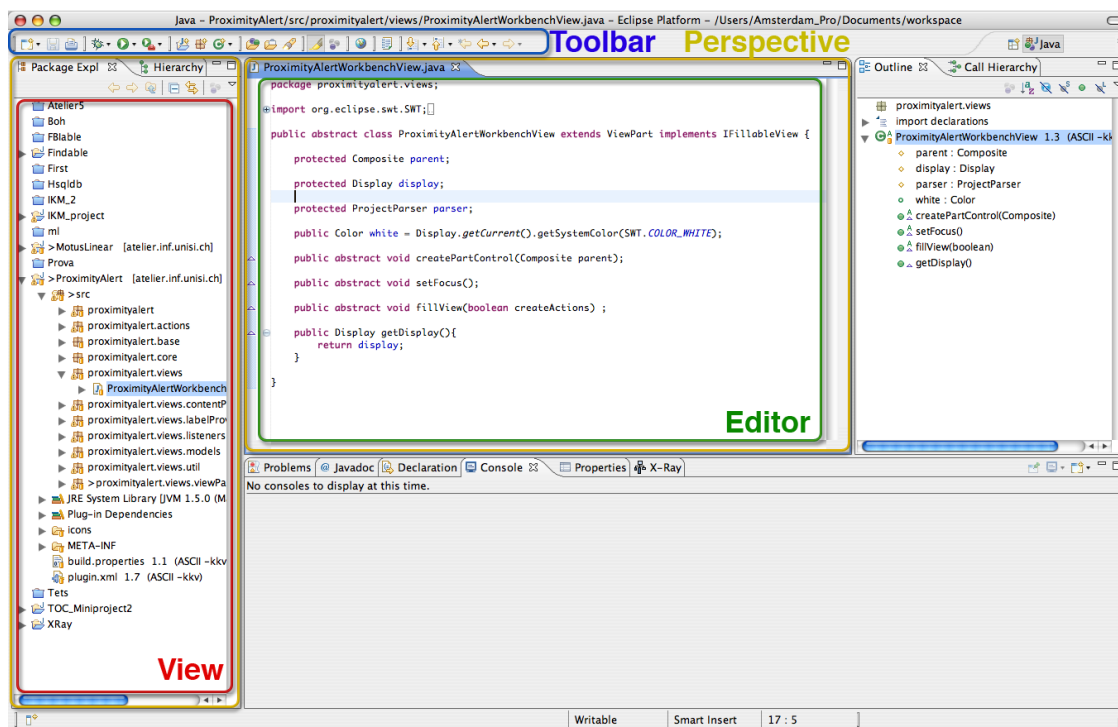 Java – ProximityAlert/src/proximityalert/views/ProximityAlertWorkbenchView.java – Eclipse Platform – /Users/Amsterdam_Pro/Documents/workspace
Toolbar Perspective
Java
Package Expl
Hierarchy
Atelier5
Boh
FBlable
Findable
First
Hsqldb
IKM_2
IKM_project
ml
>MotusLinear [atelier.inf.unisi.ch]
Prova
>ProximityAlert [atelier.inf.unisi.ch]
>src
proximityalert
proximityalert.actions
proximityalert.base
proximityalert.core
proximityalert.views
ProximityAlertWorkbench
proximityalert.views.contentP
proximityalert.views.labelProv
proximityalert.views.listeners
proximityalert.views.models
proximityalert.views.util
>proximityalert.views.viewPa
JRE System Library [JVM 1.5.0 (M
Plug-in Dependencies
icons
META-INF
build.properties 1.1 (ASCII -kkv
plugin.xml 1.7 (ASCII -kkv)
Tets
TOC_Miniproject2
XRay
View
ProximityAlertWorkbenchView.java
package proximityalert.views;
import org.eclipse.swt.SWT;
public abstract class ProximityAlertWorkbenchView extends ViewPart implements IFillableView {
protected Composite parent;
protected Display display;
protected ProjectParser parser;
public Color white = Display.getCurrent().getSystemColor(SWT.COLOR_WHITE);
public abstract void createPartControl(Composite parent);
public abstract void setFocus();
public abstract void fillView(boolean createActions) ;
public Display getDisplay(){
return display;
}
}
Editor
Outline
Call Hierarchy
proximityalert.views
import declarations
ProximityAlertWorkbenchView 1.3 (ASCII -kk
parent : Composite
display : Display
parser : ProjectParser
white : Color
createPartControl(Composite)
setFocus()
fillView(boolean)
getDisplay()
Problems @ Javadoc Declaration Console Properties X-Ray
No consoles to display at this time.
Writable Smart Insert 17 : 5